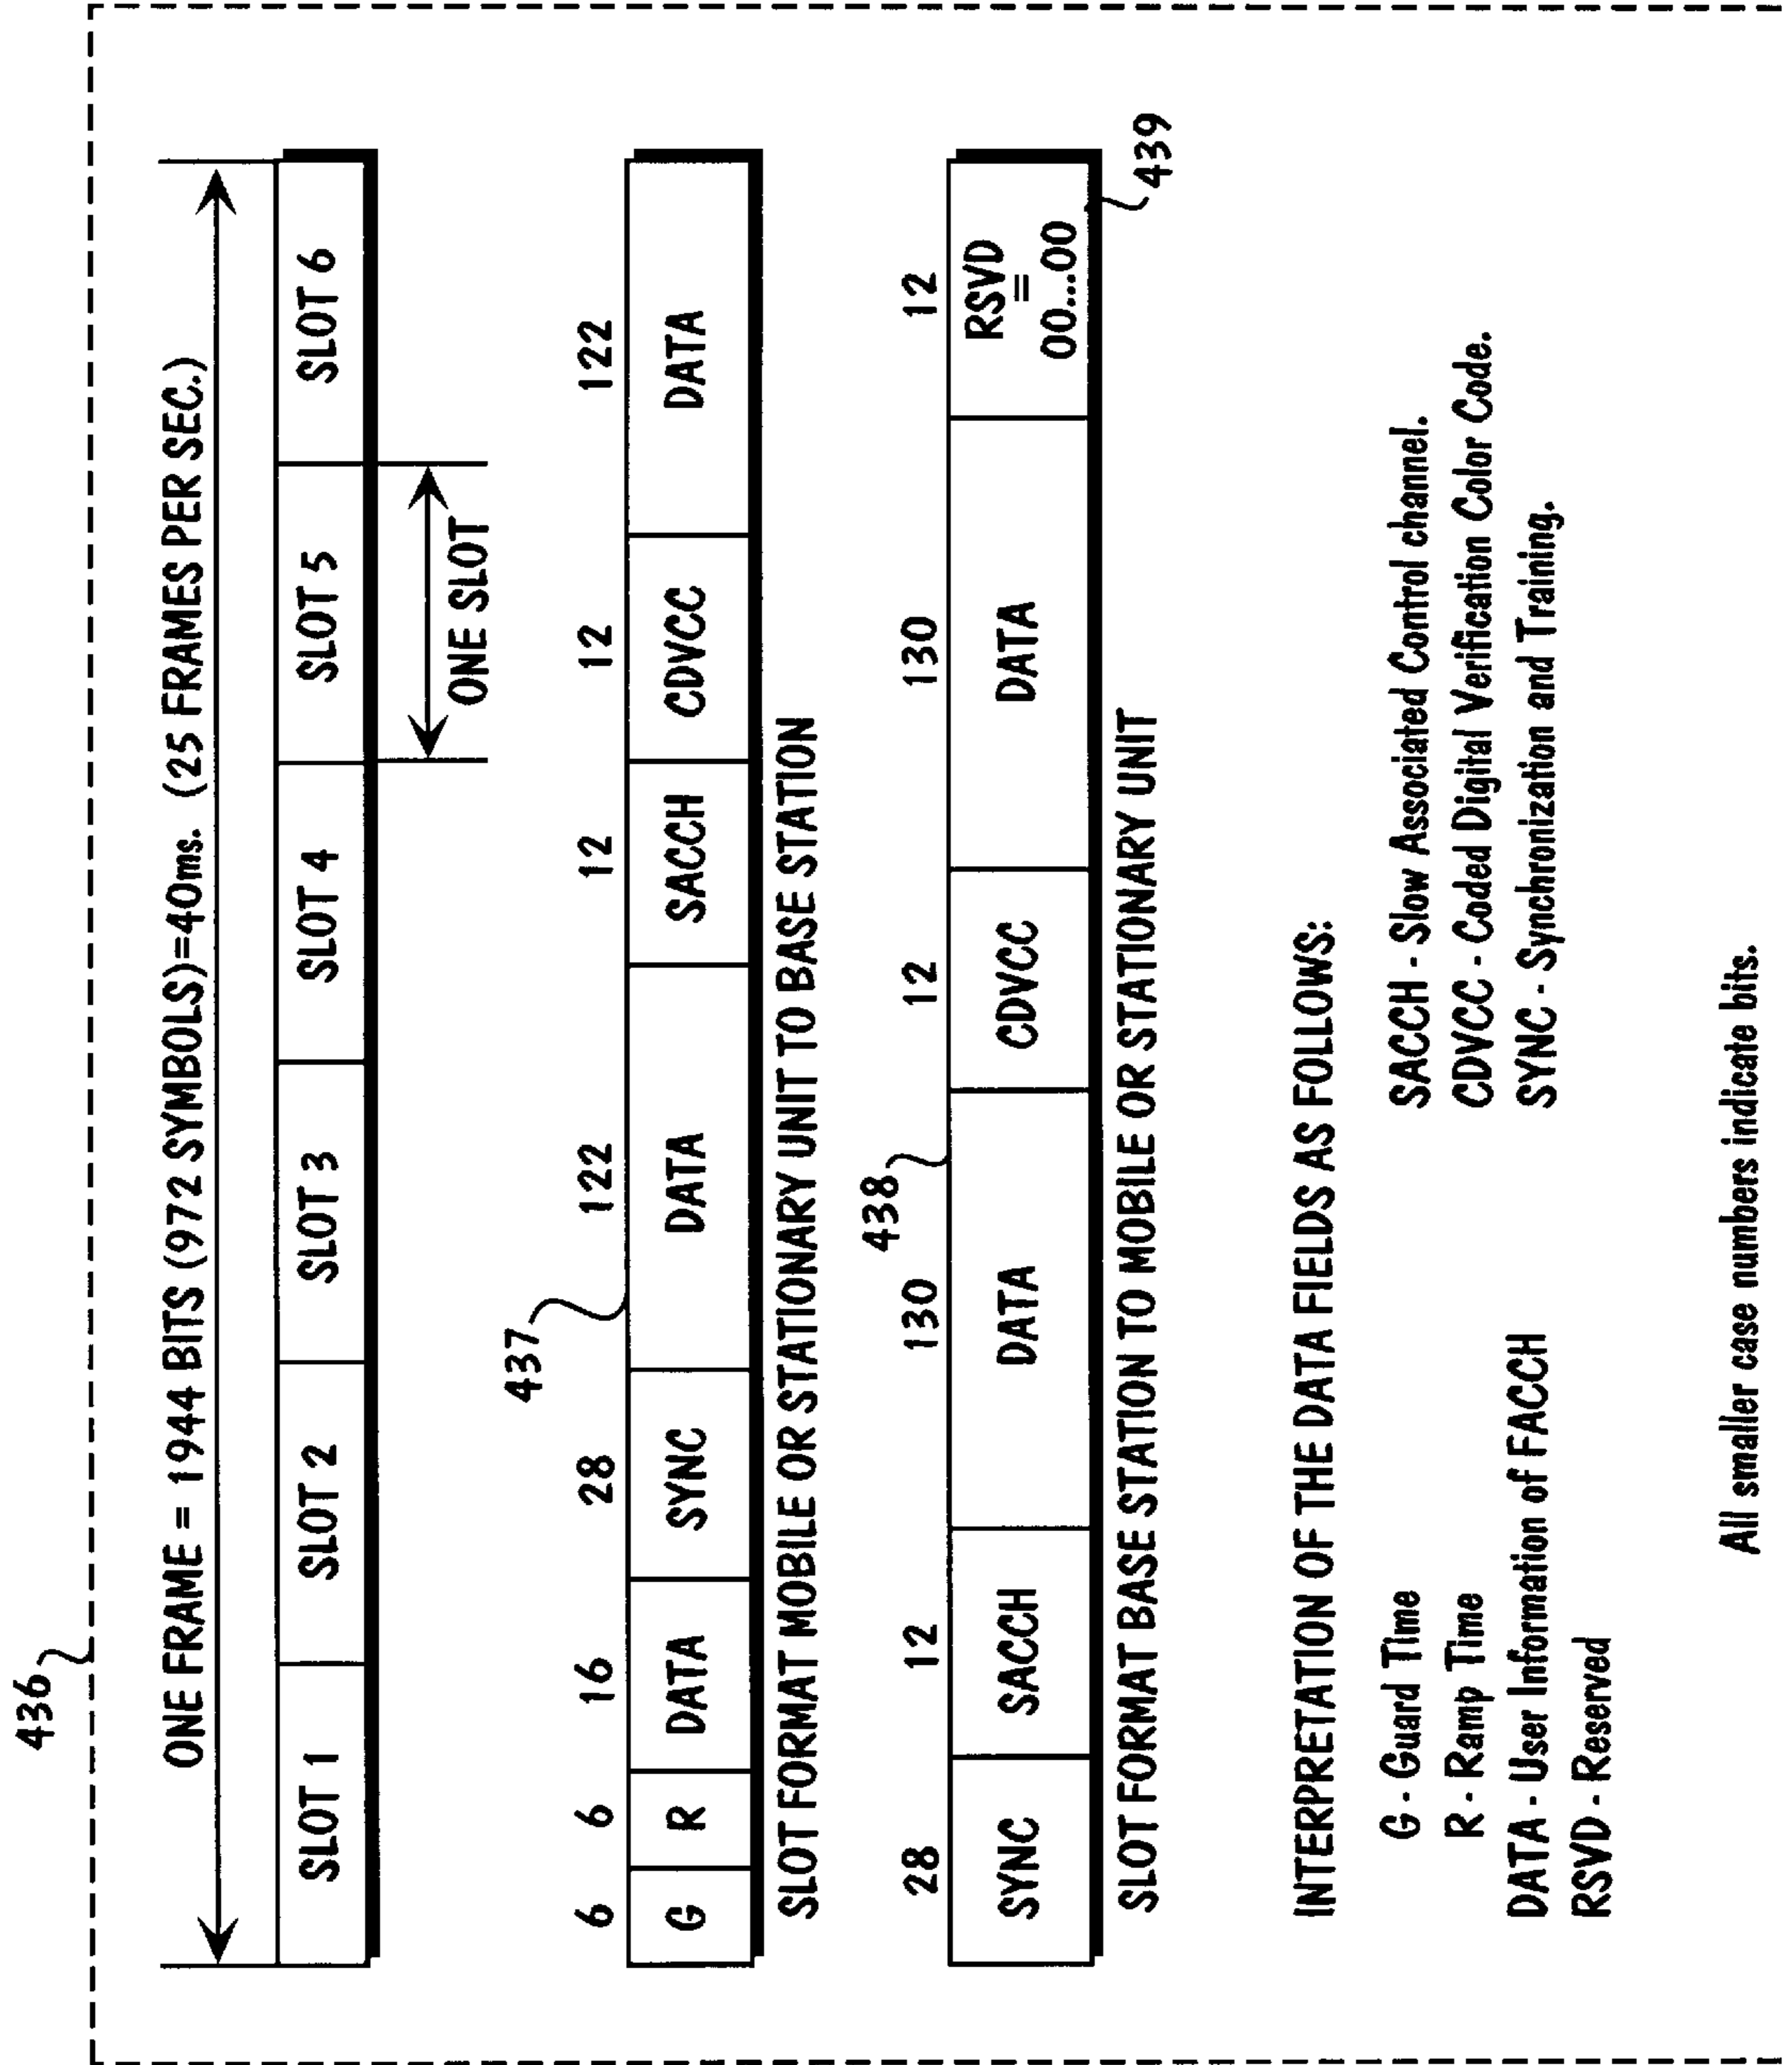 436
ONE FRAME = 1944 BITS (972 SYMBOLS)=40ms. (25 FRAMES PER SEC.)
SLOT 1 SLOT 2 SLOT 3 SLOT 4 SLOT 5 SLOT 6
ONE SLOT
437
6 6 16 28 122 12 12 122
G R DATA SYNC DATA SACCH CDVCC DATA
SLOT FORMAT MOBILE OR STATIONARY UNIT TO BASE STATION
438
28 12 130 12 130 12
SYNC SACCH DATA CDVCC DATA RSVD = 00...00
439
SLOT FORMAT BASE STATION TO MOBILE OR STATIONARY UNIT
INTERPRETATION OF THE DATA FIELDS AS FOLLOWS:
G - Guard Time
R - Ramp Time
DATA - User Information of FACCH
RSVD - Reserved
SACCH - Slow Associated Control channel.
CDVCC - Coded Digital Verification Color Code.
SYNC - Synchronization and Training.
All smaller case numbers indicate bits.